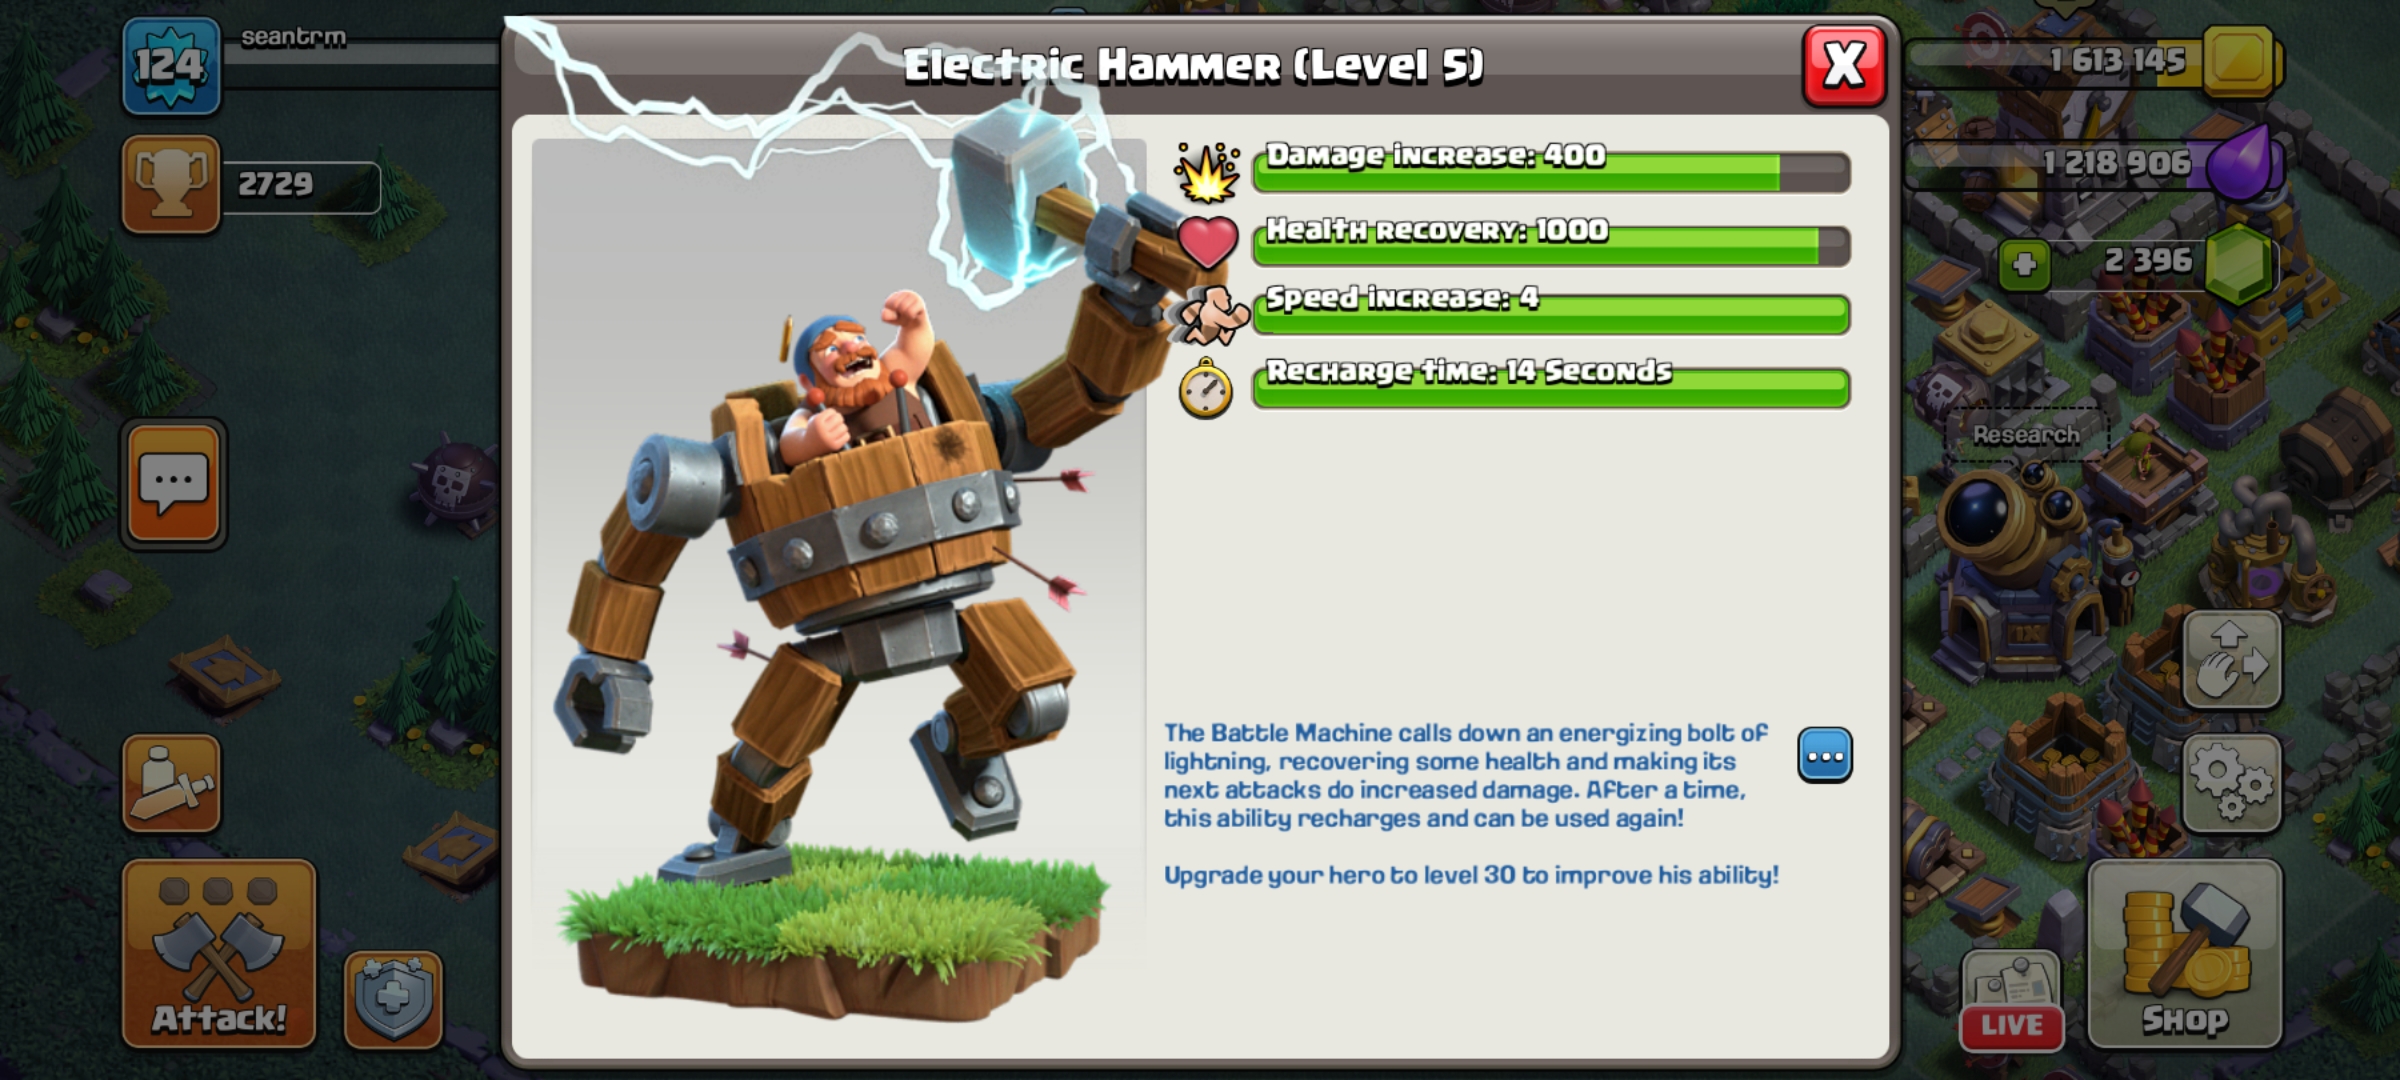 124
seantrm
2729
Electric Hammer (Level 5)
X
1 613 145
1 218 906
2 396
Damage increase: 400
Health recovery: 1000
Speed increase: 4
Recharge time: 14 Seconds
Research
IX
The Battle Machine calls down an energizing bolt of
lightning, recovering some health and making its
next attacks do increased damage. After a time,
this ability recharges and can be used again!
Upgrade your hero to level 30 to improve his ability!
Attack!
LIVE
Shop